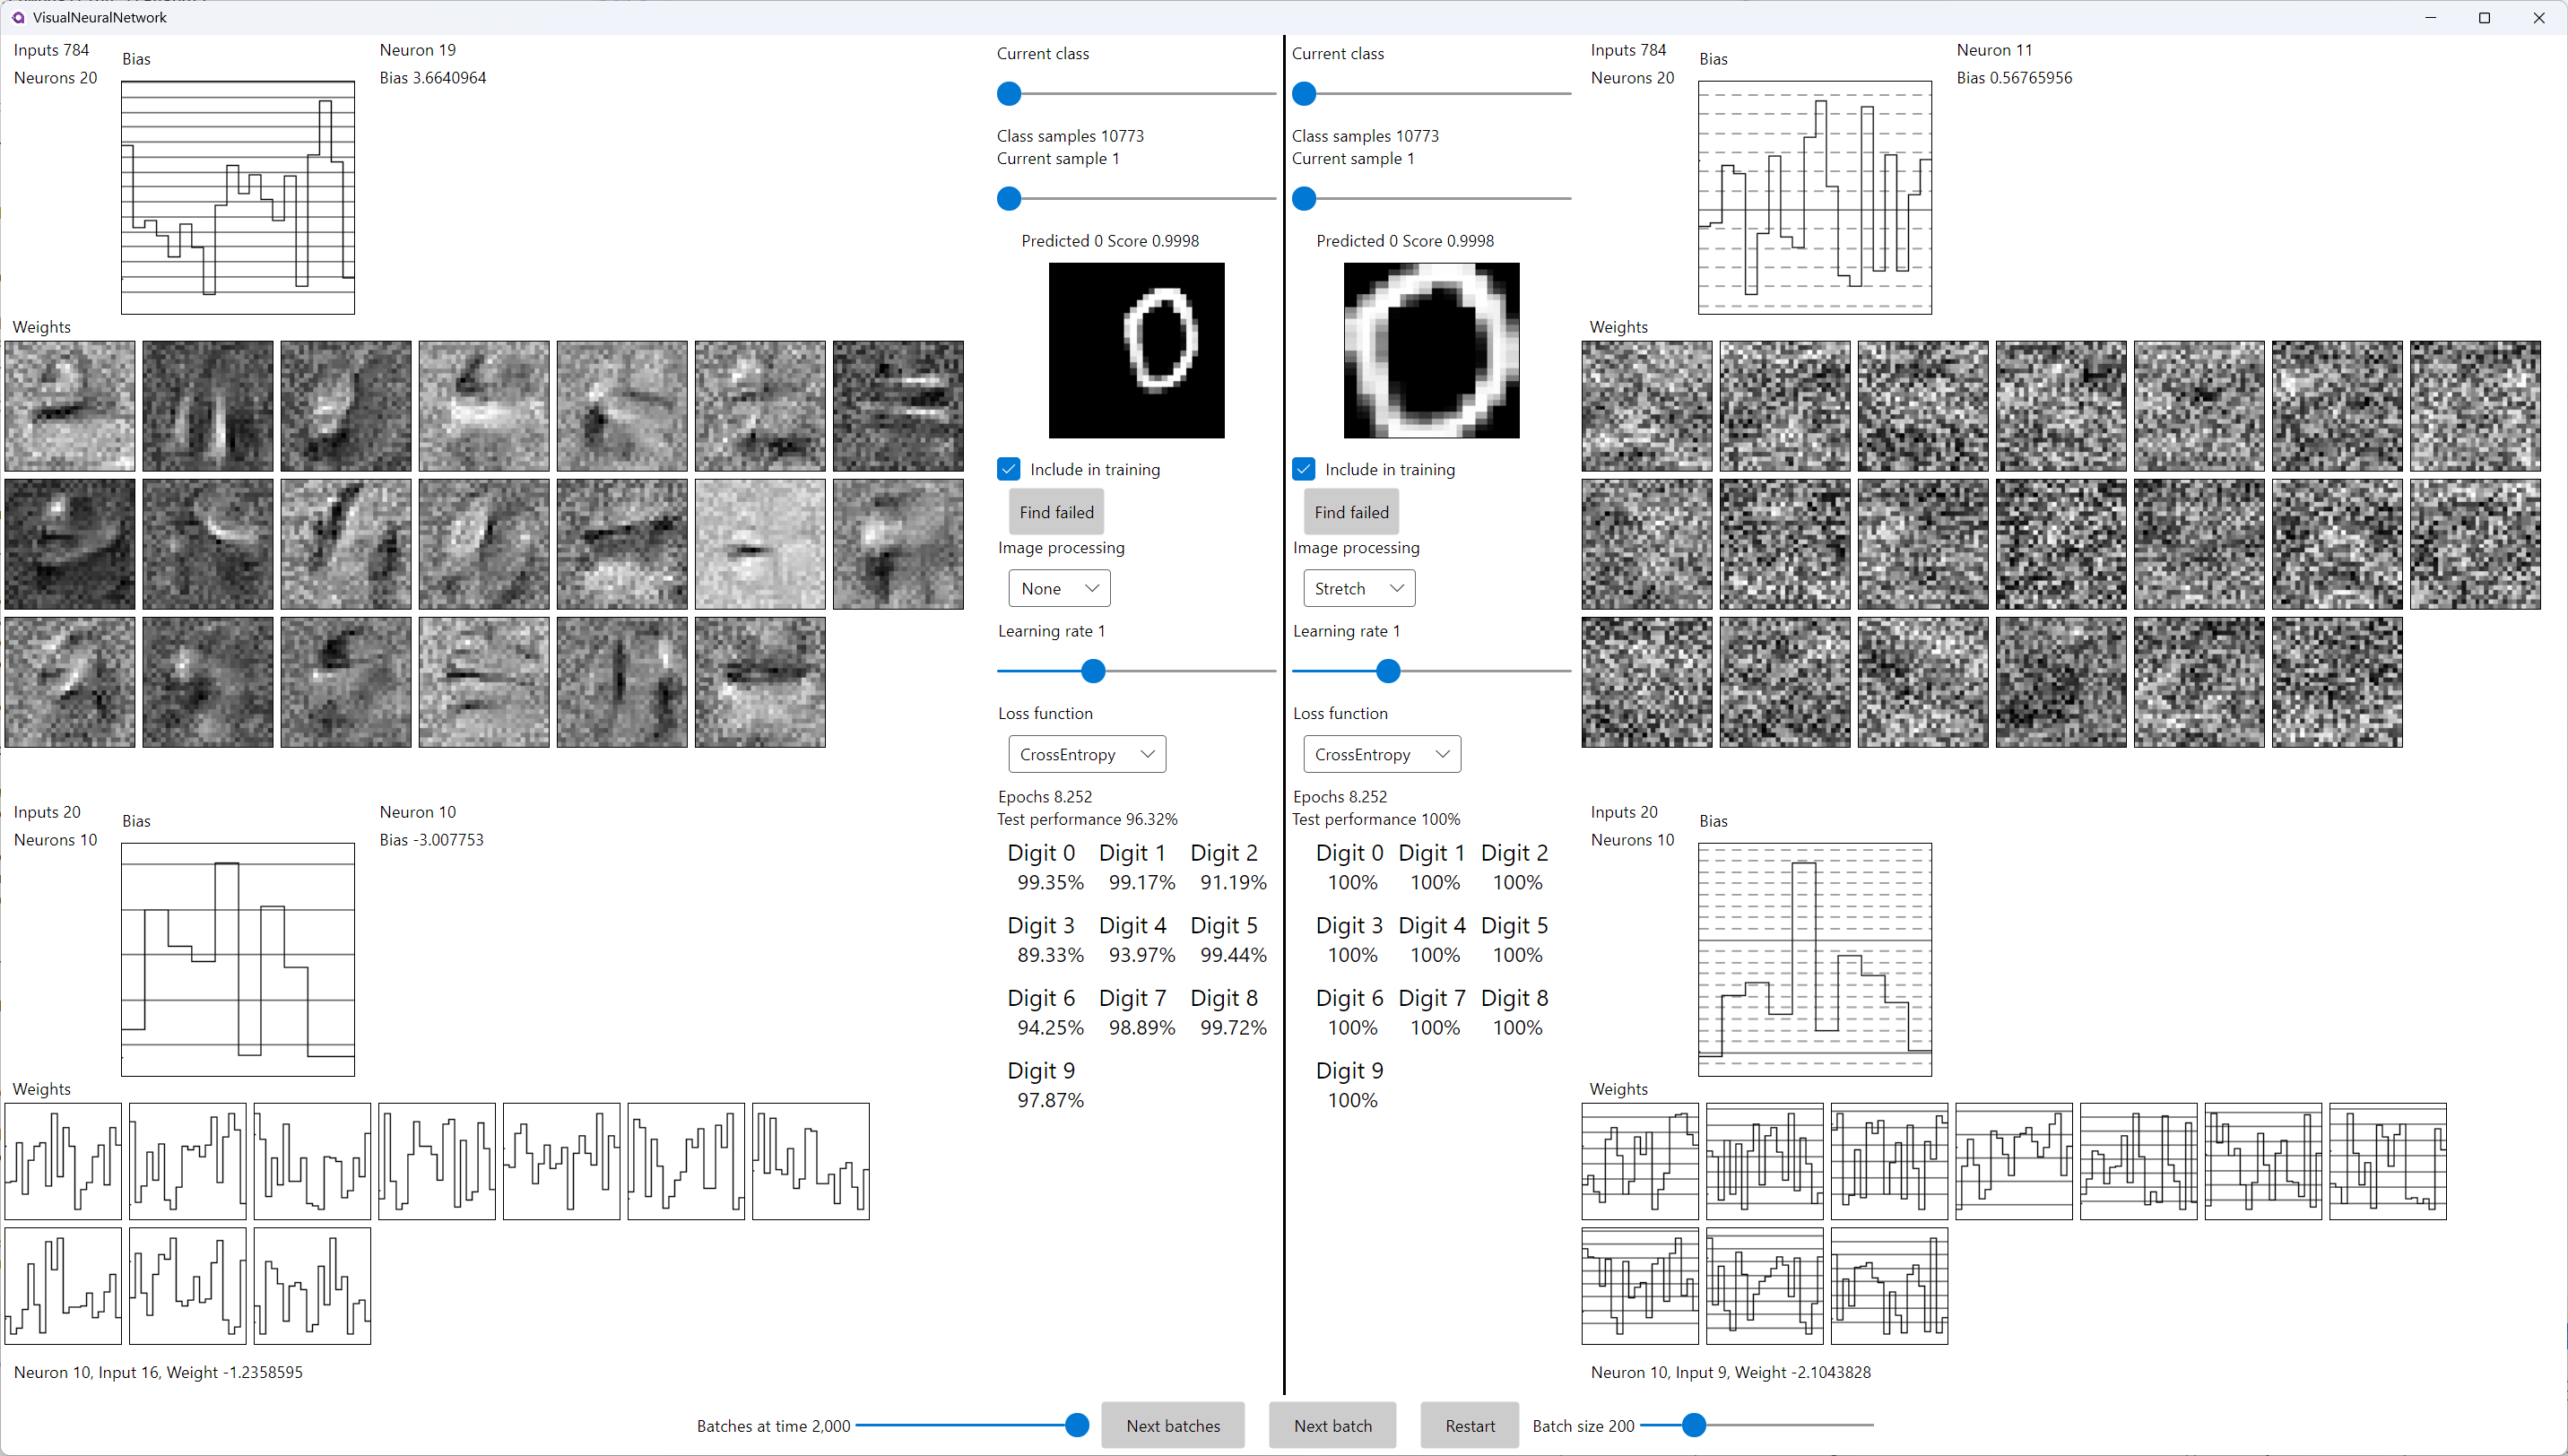 VisualNeuralNetwork
Inputs 784
Neurons 20
Bias
Neuron 19
Bias 3.6640964
Weights
Inputs 20
Neurons 10
Bias
Neuron 10
Bias -3.007753
Weights
Neuron 10, Input 16, Weight -1.2358595
Current class
Class samples 10773
Current sample 1
Predicted 0 Score 0.9998
Include in training
Find failed
Image processing
None
Learning rate 1
Loss function
CrossEntropy
Epochs 8.252
Test performance 96.32%
Digit 0 Digit 1 Digit 2
99.35% 99.17% 91.19%
Digit 3 Digit 4 Digit 5
89.33% 93.97% 99.44%
Digit 6 Digit 7 Digit 8
94.25% 98.89% 99.72%
Digit 9
97.87%
Current class
Class samples 10773
Current sample 1
Predicted 0 Score 0.9998
Include in training
Find failed
Image processing
Stretch
Learning rate 1
Loss function
CrossEntropy
Epochs 8.252
Test performance 100%
Digit 0 Digit 1 Digit 2
100% 100% 100%
Digit 3 Digit 4 Digit 5
100% 100% 100%
Digit 6 Digit 7 Digit 8
100% 100% 100%
Digit 9
100%
Inputs 784
Neurons 20
Bias
Neuron 11
Bias 0.56765956
Weights
Inputs 20
Neurons 10
Bias
Weights
Neuron 10, Input 9, Weight -2.1043828
Batches at time 2,000
Next batches
Next batch
Restart
Batch size 200